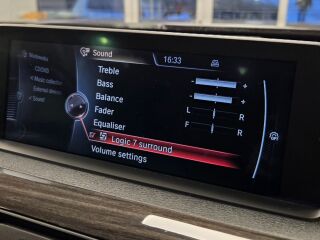 Sound
16:33
Multimedia
CD/DVD
Music collection
External devices
Sound
Treble
Bass
- +
Balance
- +
Fader
L R
Equaliser
F R
Logic 7 surround
Volume settings